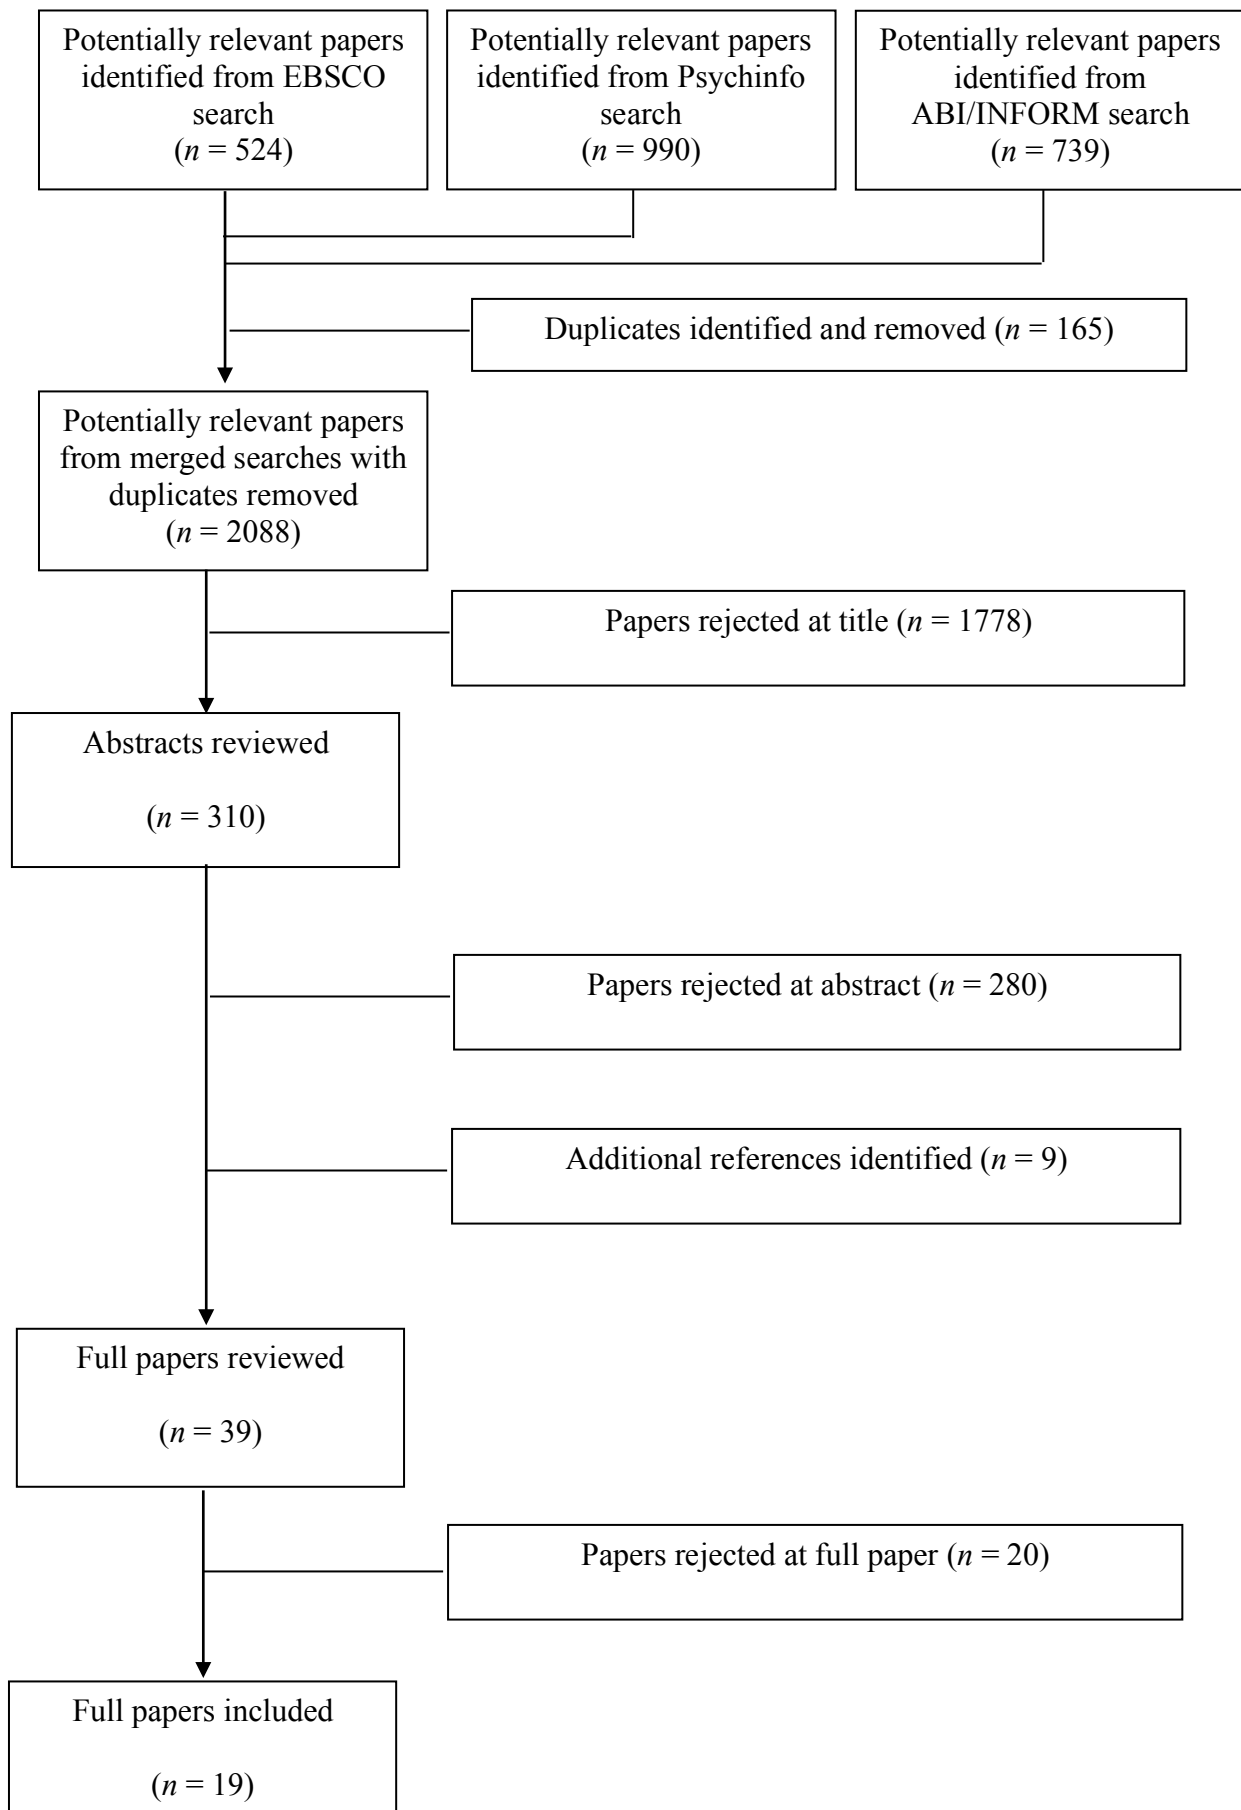 Potentially relevant papers
identified from EBSCO
search
(n = 524)
Potentially relevant papers
identified from Psychinfo
search
(n = 990)
Potentially relevant papers
identified from
ABI/INFORM search
(n = 739)
Duplicates identified and removed (n = 165)
Potentially relevant papers
from merged searches with
duplicates removed
(n = 2088)
Papers rejected at title (n = 1778)
Abstracts reviewed
(n = 310)
Papers rejected at abstract (n = 280)
Additional references identified (n = 9)
Full papers reviewed
(n = 39)
Papers rejected at full paper (n = 20)
Full papers included
(n = 19)